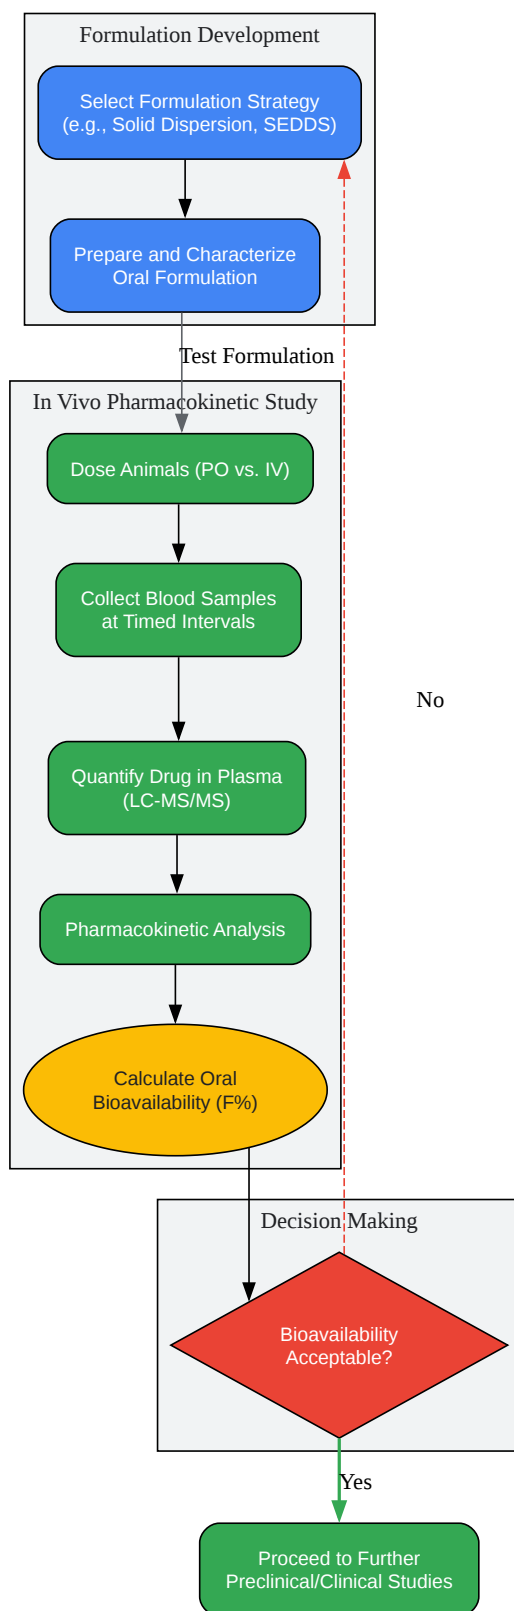 Formulation Development
Select Formulation Strategy
(e.g., Solid Dispersion, SEDDS)
Prepare and Characterize
Oral Formulation
Test Formulation
In Vivo Pharmacokinetic Study
Dose Animals (PO vs. IV)
Collect Blood Samples
at Timed Intervals
No
Quantify Drug in Plasma
(LC-MS/MS)
Pharmacokinetic Analysis
Calculate Oral
Bioavailability (F%)
Decision Making
Bioavailability
Acceptable?
Yes
Proceed to Further
Preclinical/Clinical Studies